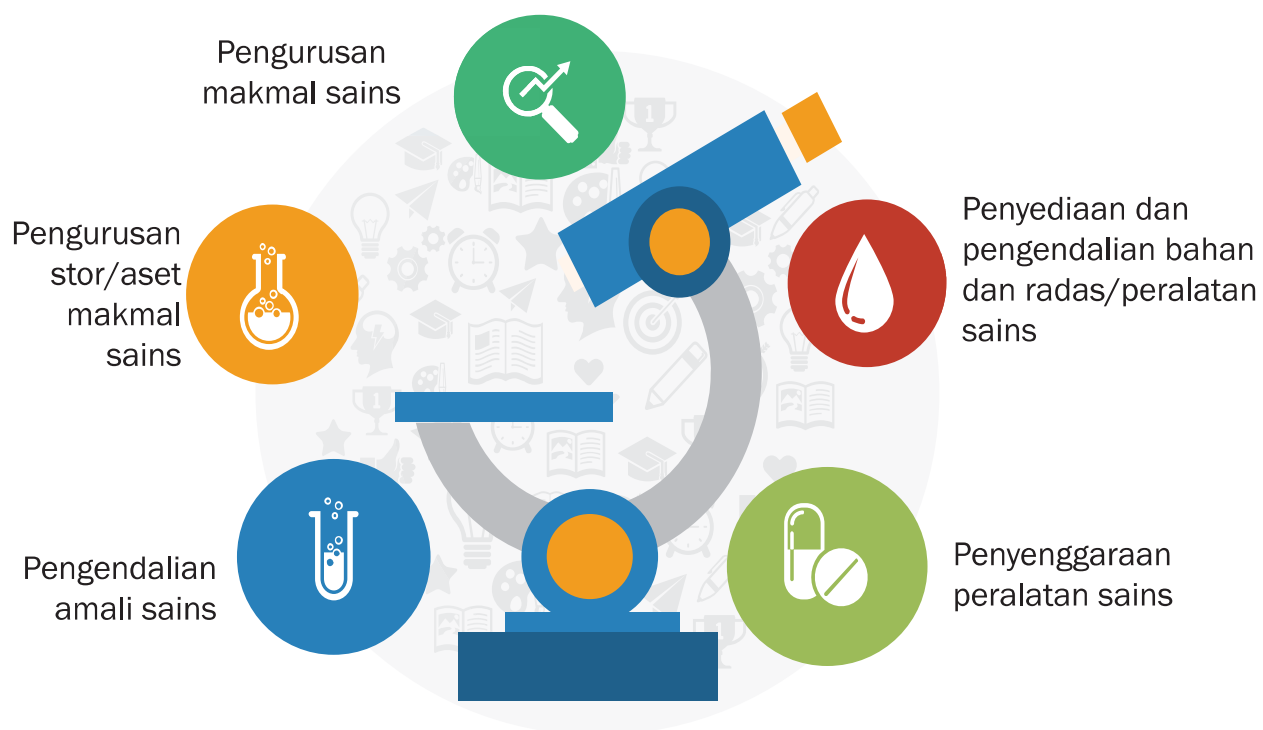 Pengurusan
makmal sains
Pengurusan
stor/aset
makmal
sains
Penyediaan dan
pengendalian bahan
dan radas/peralatan
sains
Pengendalian
amali sains
Penyenggaraan
peralatan sains